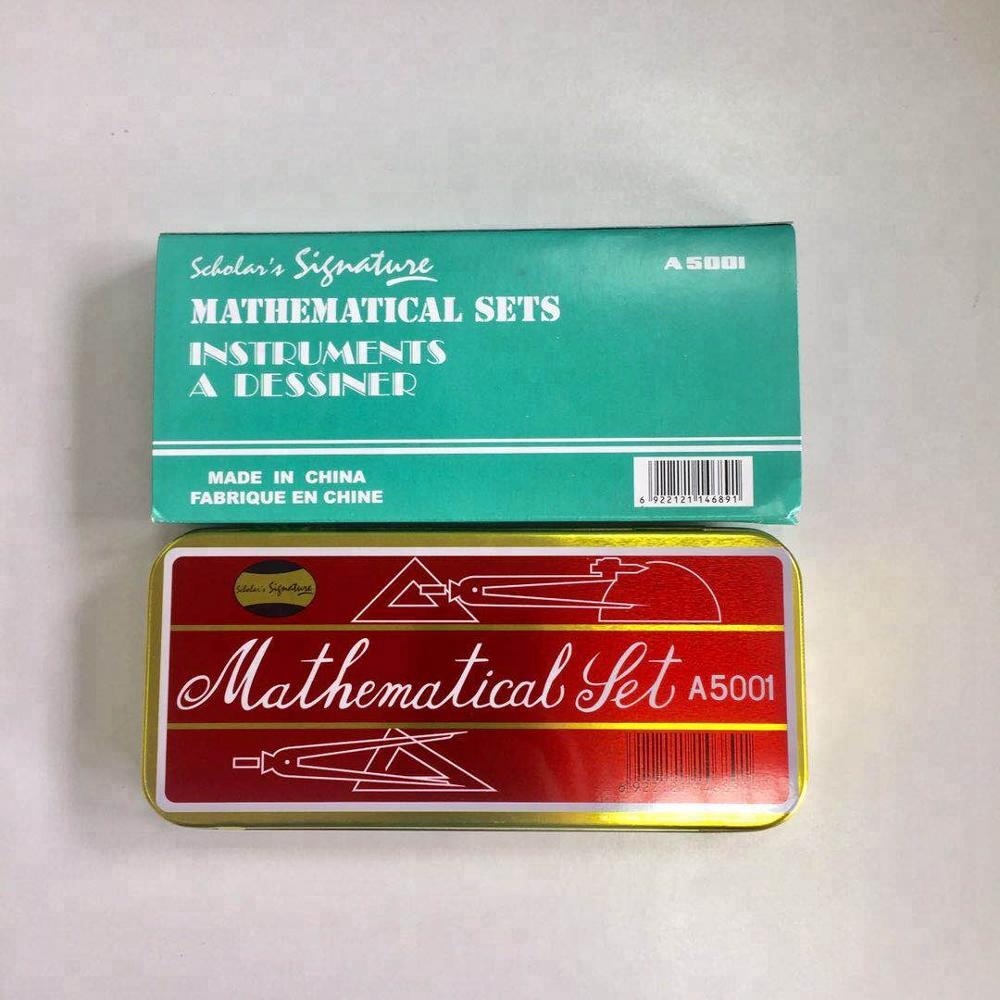 Scholar's Signature
A5001
MATHEMATICAL SETS
INSTRUMENTS
A DESSINER
MADE IN CHINA
FABRIQUE EN CHINE
6 922121 146891
Scholar's Signature
Mathematical Set A5001